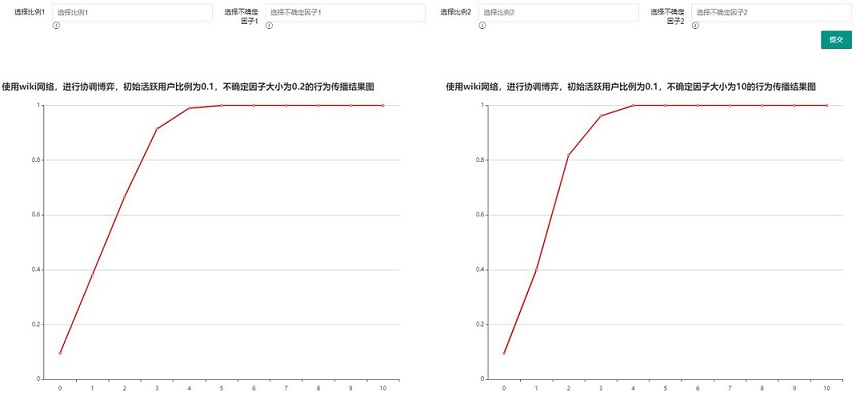 选择比例1 选择比例1 选择不确定因子1 选择不确定因子1 选择比例2 选择比例2 选择不确定因子2 选择不确定因子2
提交
使用wiki网络，进行协调博弈，初始活跃用户比例为0.1，不确定因子大小为0.2的行为传播结果图
1
0.8
0.6
0.4
0.2
0
0 1 2 3 4 5 6 7 8 9 10
使用wiki网络，进行协调博弈，初始活跃用户比例为0.1，不确定因子大小为10的行为传播结果图
1
0.8
0.6
0.4
0.2
0
0 1 2 3 4 5 6 7 8 9 10